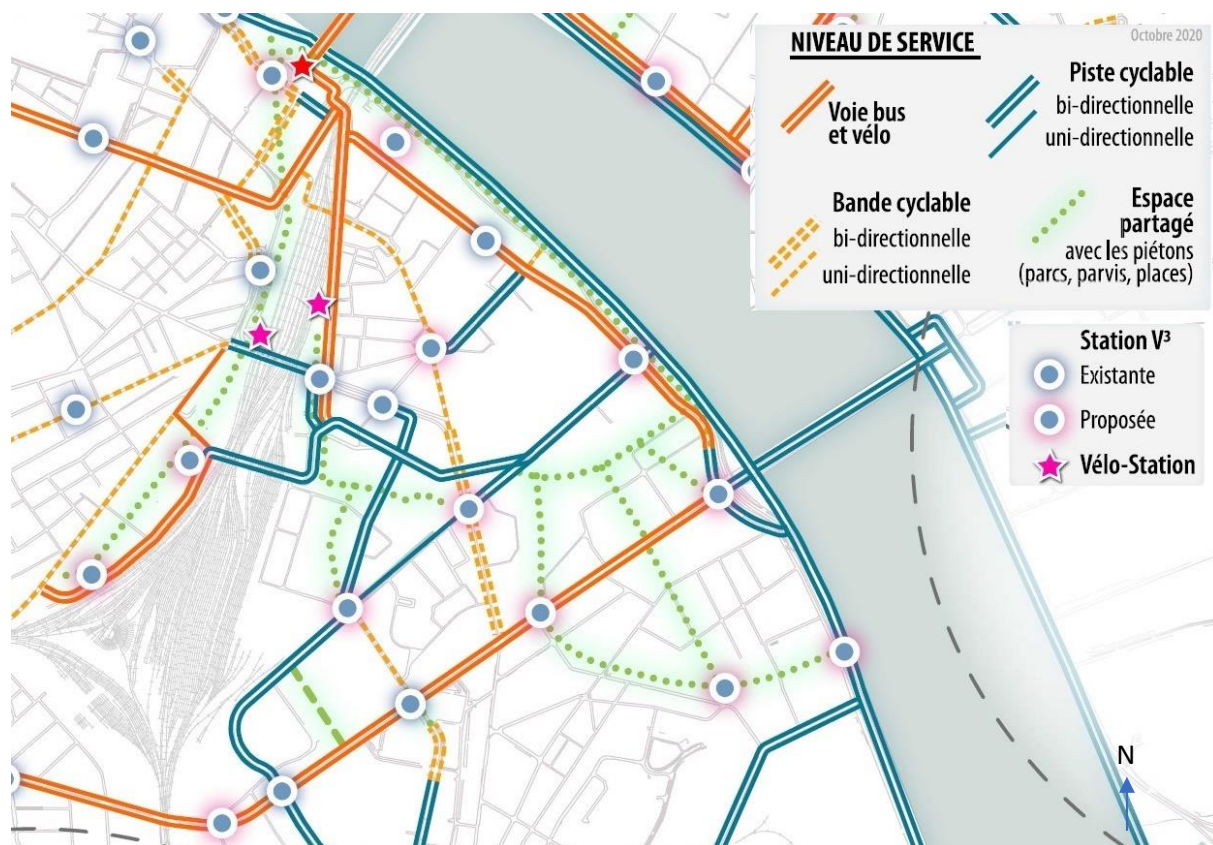 NIVEAU DE SERVICE
Octobre 2020
Voie bus
et vélo
Piste cyclable
bi-directionnelle
uni-directionnelle
Bande cyclable
bi-directionnelle
uni-directionnelle
Espace
partagé
avec les piétons
(parcs, parvis, places)
Station V³
Existante
Proposée
Vélo-Station
N